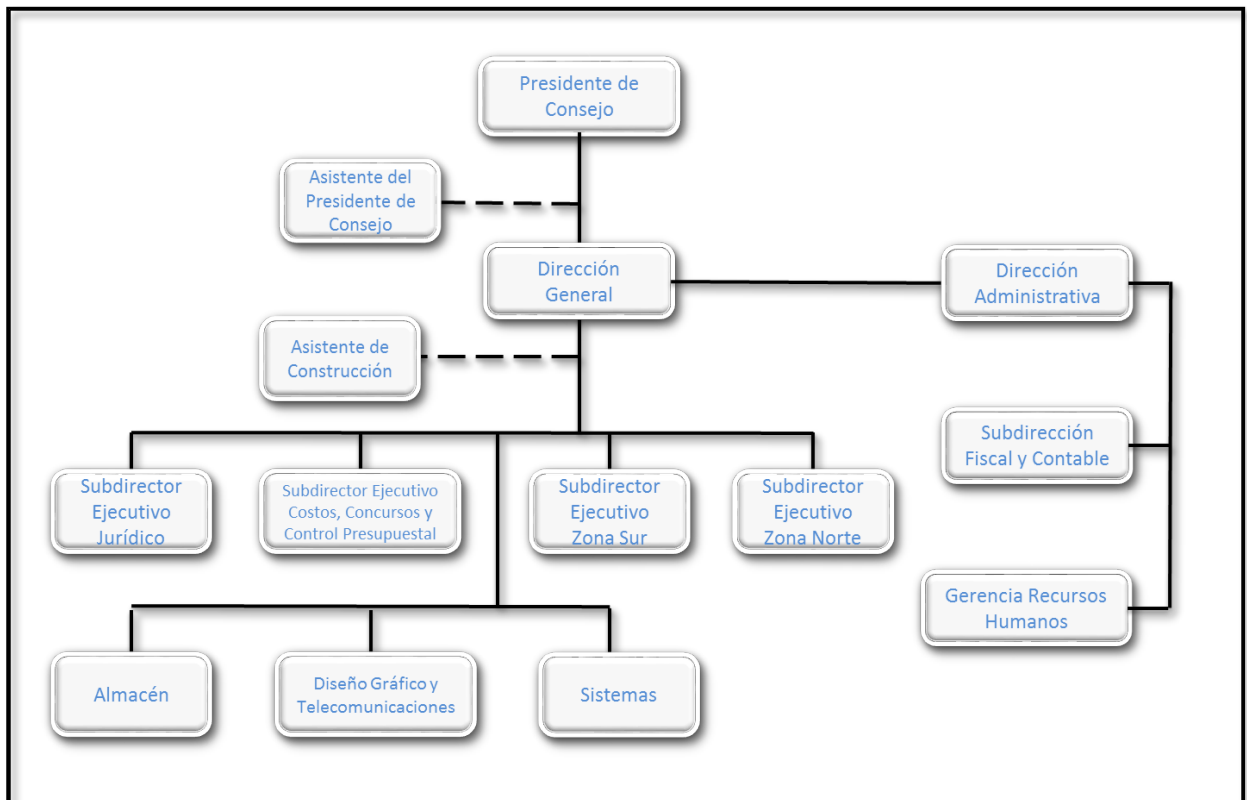 Presidente de
Consejo
Asistente del
Presidente de
Consejo
Dirección
General
Dirección
Administrativa
Asistente de
Construcción
Subdirección
Fiscal y Contable
Subdirector
Ejecutivo
Jurídico
Subdirector Ejecutivo
Costos, Concursos y
Control Presupuestal
Subdirector
Ejecutivo
Zona Sur
Subdirector
Ejecutivo
Zona Norte
Gerencia Recursos
Humanos
Almacén
Diseño Gráfico y
Telecomunicaciones
Sistemas